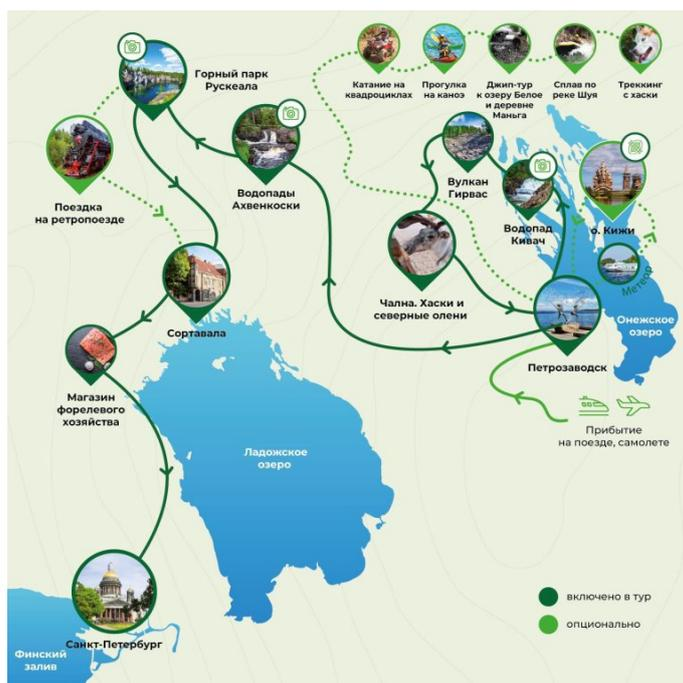 Катание на
квадроциклах
Прогулка
на каноэ
Джип-тур
к озеру Белое
и деревне
Маньга
Сплав по
реке Шуя
Треккинг
с хаски
Горный парк
Рускеала
Поездка
на ретропоезде
Водопады
Ахвенкоски
Вулкан
Гирвас
Водопад
Кивач
о. Кижи
Метеор
Чална. Хаски и
северные олени
Онежское
озеро
Петрозаводск
Сортавала
Магазин
форелевого
хозяйства
Прибытие
на поезде, самолете
Ладожское
озеро
включено в тур
опционально
Санкт-Петербург
Финский
залив